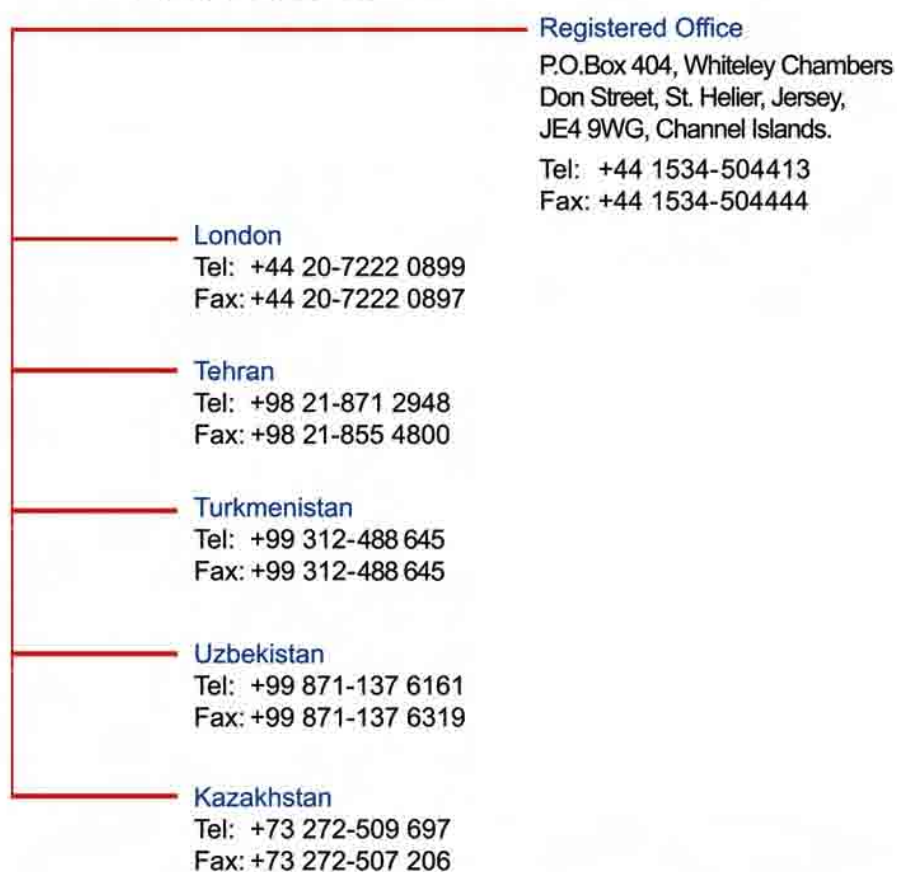 Registered Office
P.O.Box 404, Whiteley Chambers
Don Street, St. Helier, Jersey,
JE4 9WG, Channel Islands.
Tel: +44 1534-504413
Fax: +44 1534-504444
London
Tel: +44 20-7222 0899
Fax: +44 20-7222 0897
Tehran
Tel: +98 21-871 2948
Fax: +98 21-855 4800
Turkmenistan
Tel: +99 312-488 645
Fax: +99 312-488 645
Uzbekistan
Tel: +99 871-137 6161
Fax: +99 871-137 6319
Kazakhstan
Tel: +73 272-509 697
Fax: +73 272-507 206